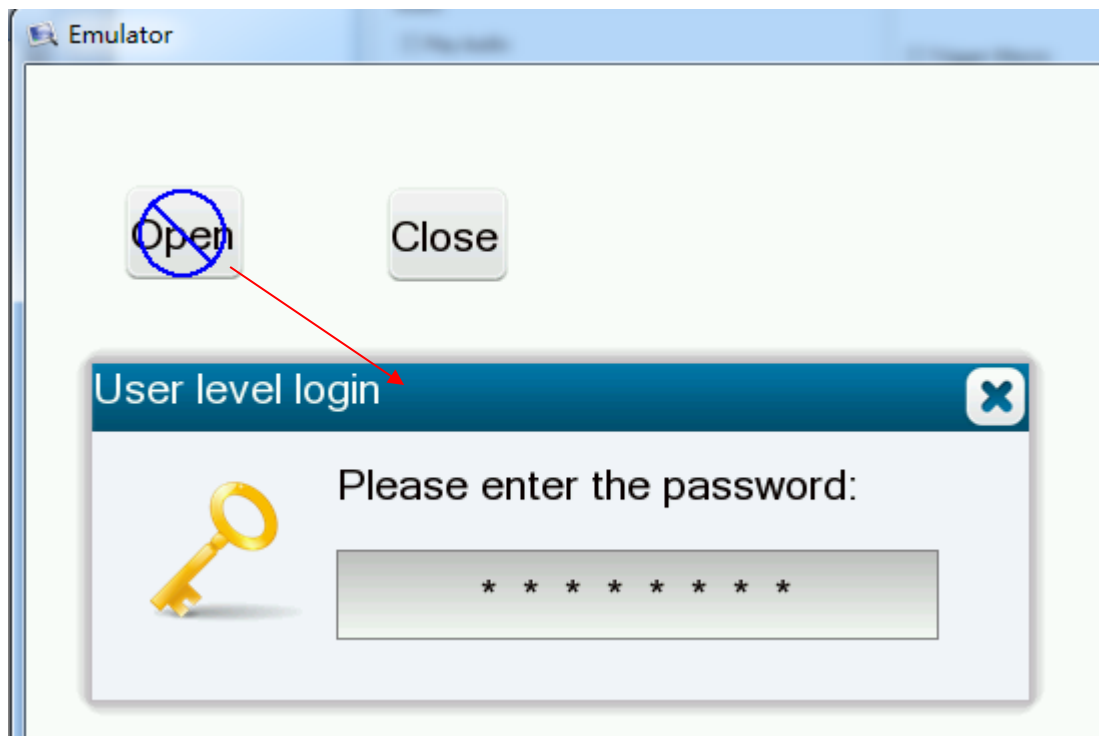 Emulator
Open
Close
User level login
Please enter the password:
* * * * * * * *